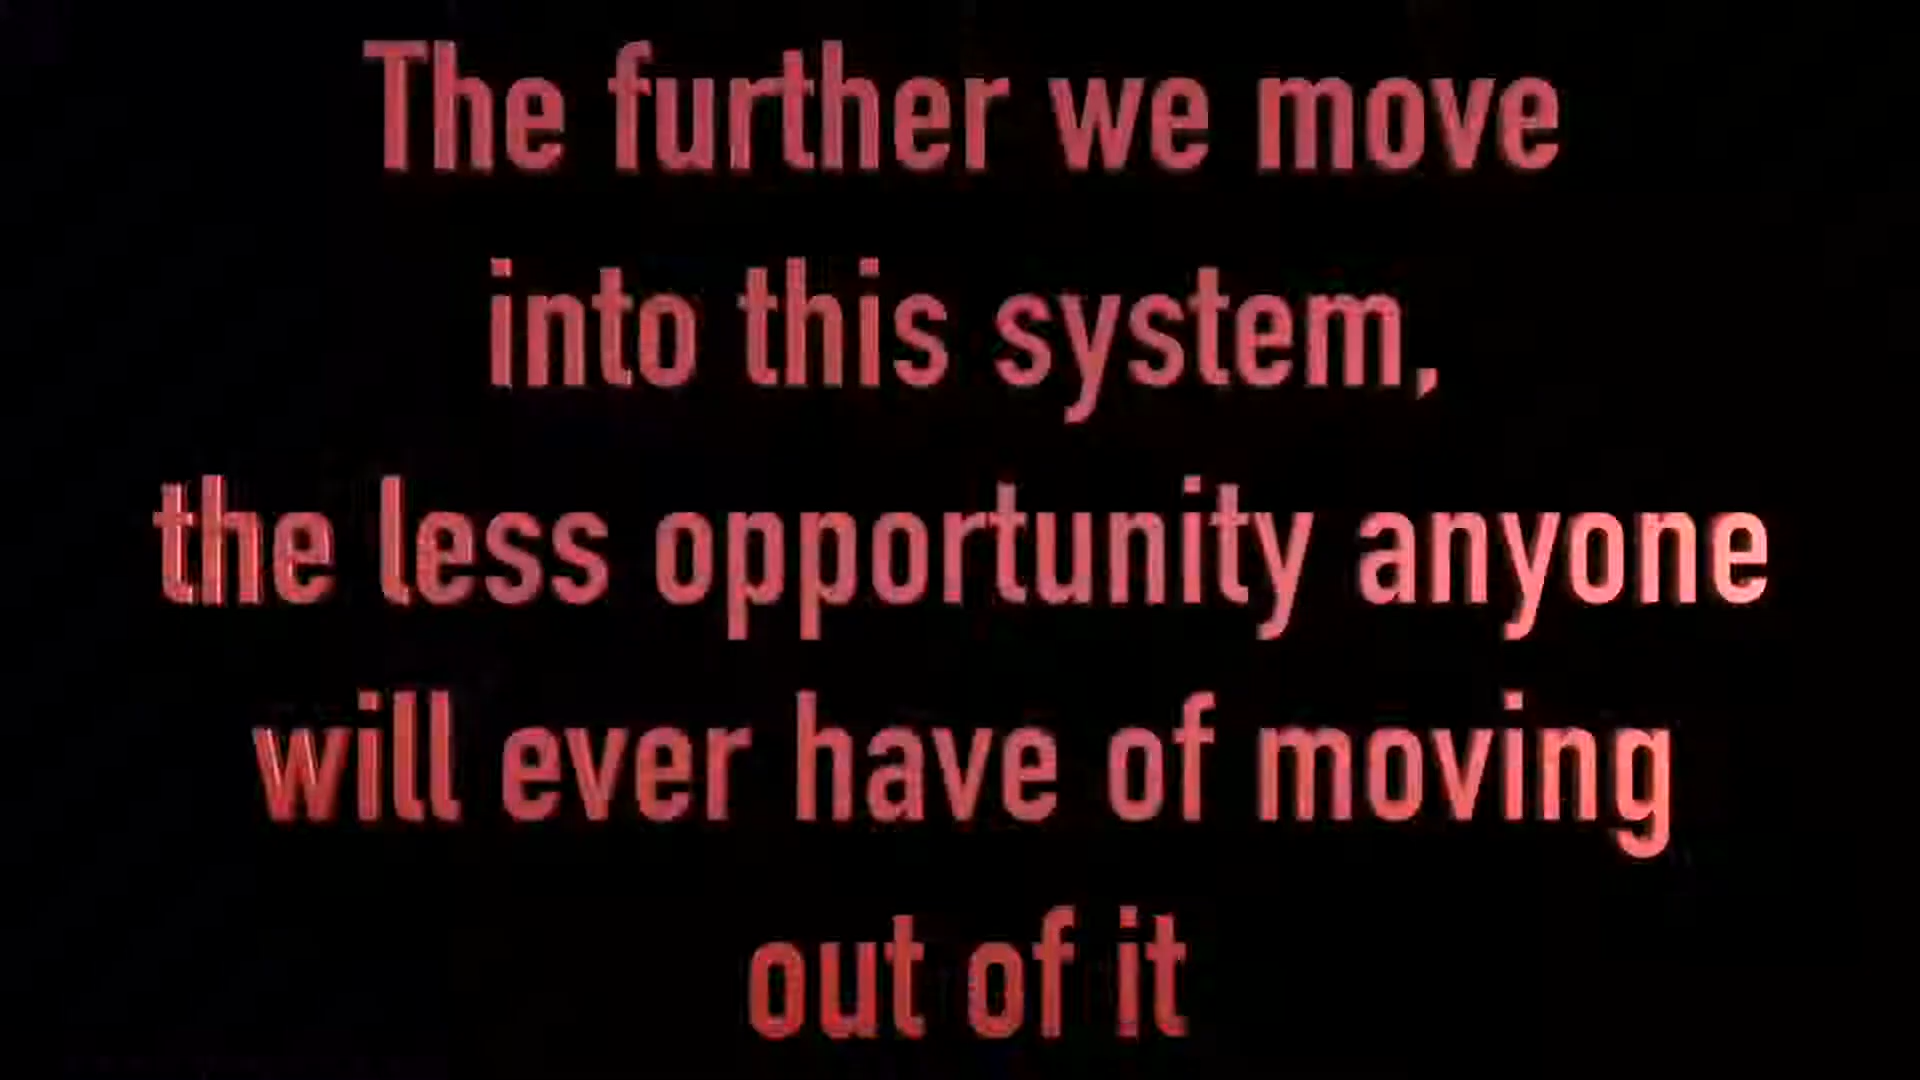 The further we move
into this system,
the less opportunity anyone
will ever have of moving
out of it